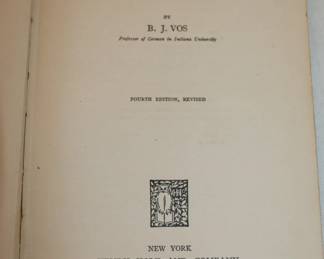 BY
B. J. VOS
Professor of German in Indiana University
FOURTH EDITION, REVISED
NEW YORK